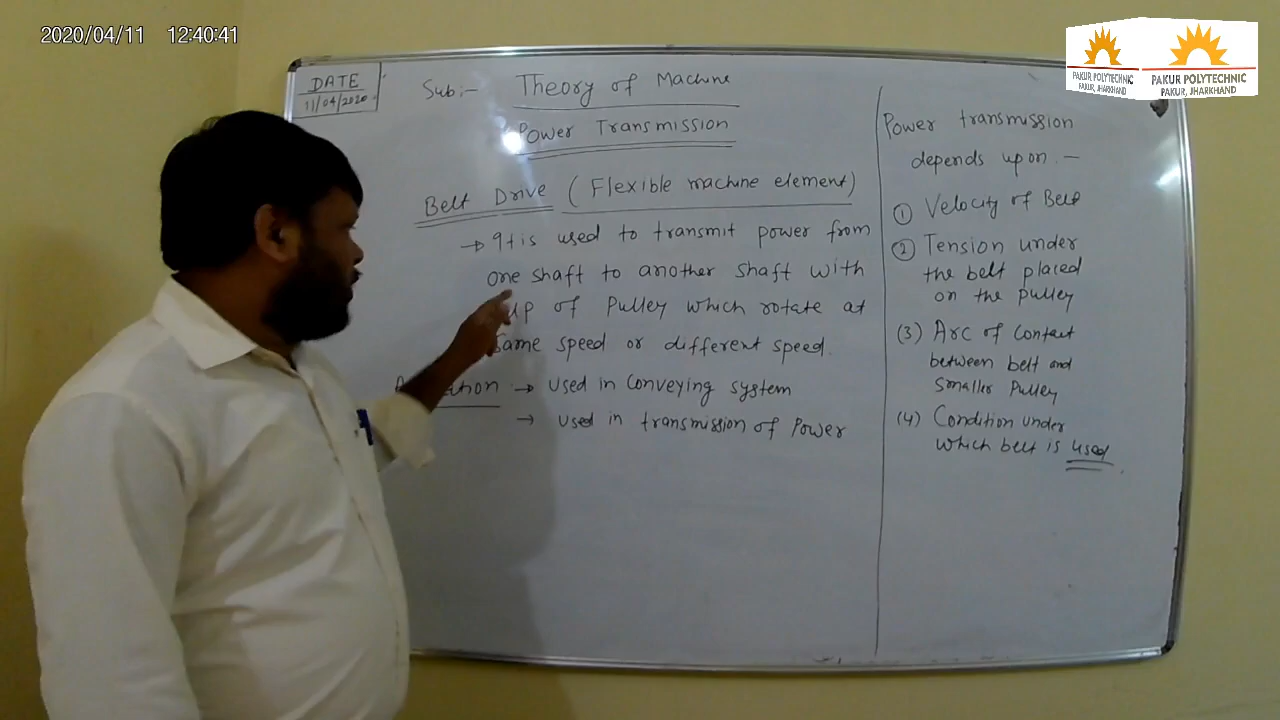 2020/04/11 12:40:41
PAKUR POLYTECHNIC
PAKUR, JHARKHAND
PAKUR POLYTECHNIC
PAKUR, JHARKHAND
DATE
11/04/2020
Sub:- Theory of Machine
Power Transmission
Belt Drive (Flexible machine element)
→ It is used to transmit power from
one shaft to another shaft with
of Pulley which rotate at
same speed or different speed.
→ used in Conveying system
→ used in transmission of Power
Power transmission
depends upon :-
① Velocity of Belt
② Tension under
the belt placed
on the pulley
(3) Arc of Contact
between belt and
Smaller Pulley
(4) Condition under
which belt is used.